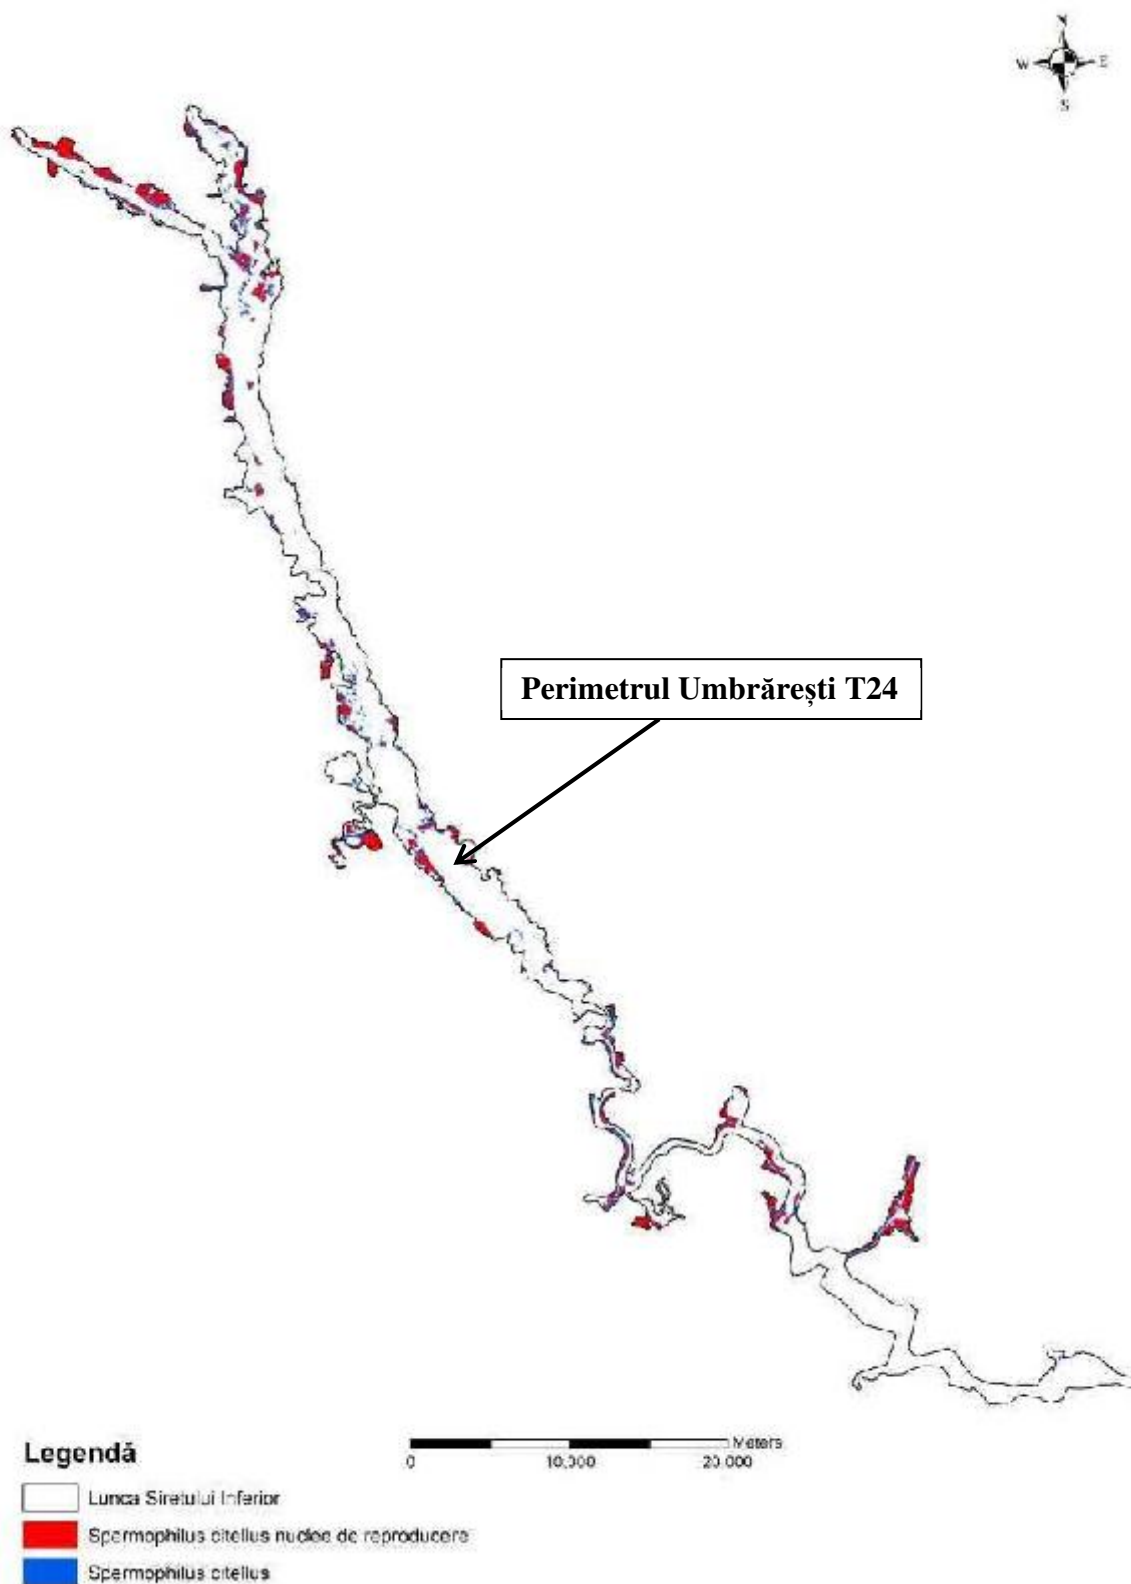 N
W E
S
Perimetrul Umbrărești T24
Legendă
Meters
0 10,000 20,000
Lunca Siretului Inferior
Spermophilus citellus nuclee de reproducere
Spermophilus citellus